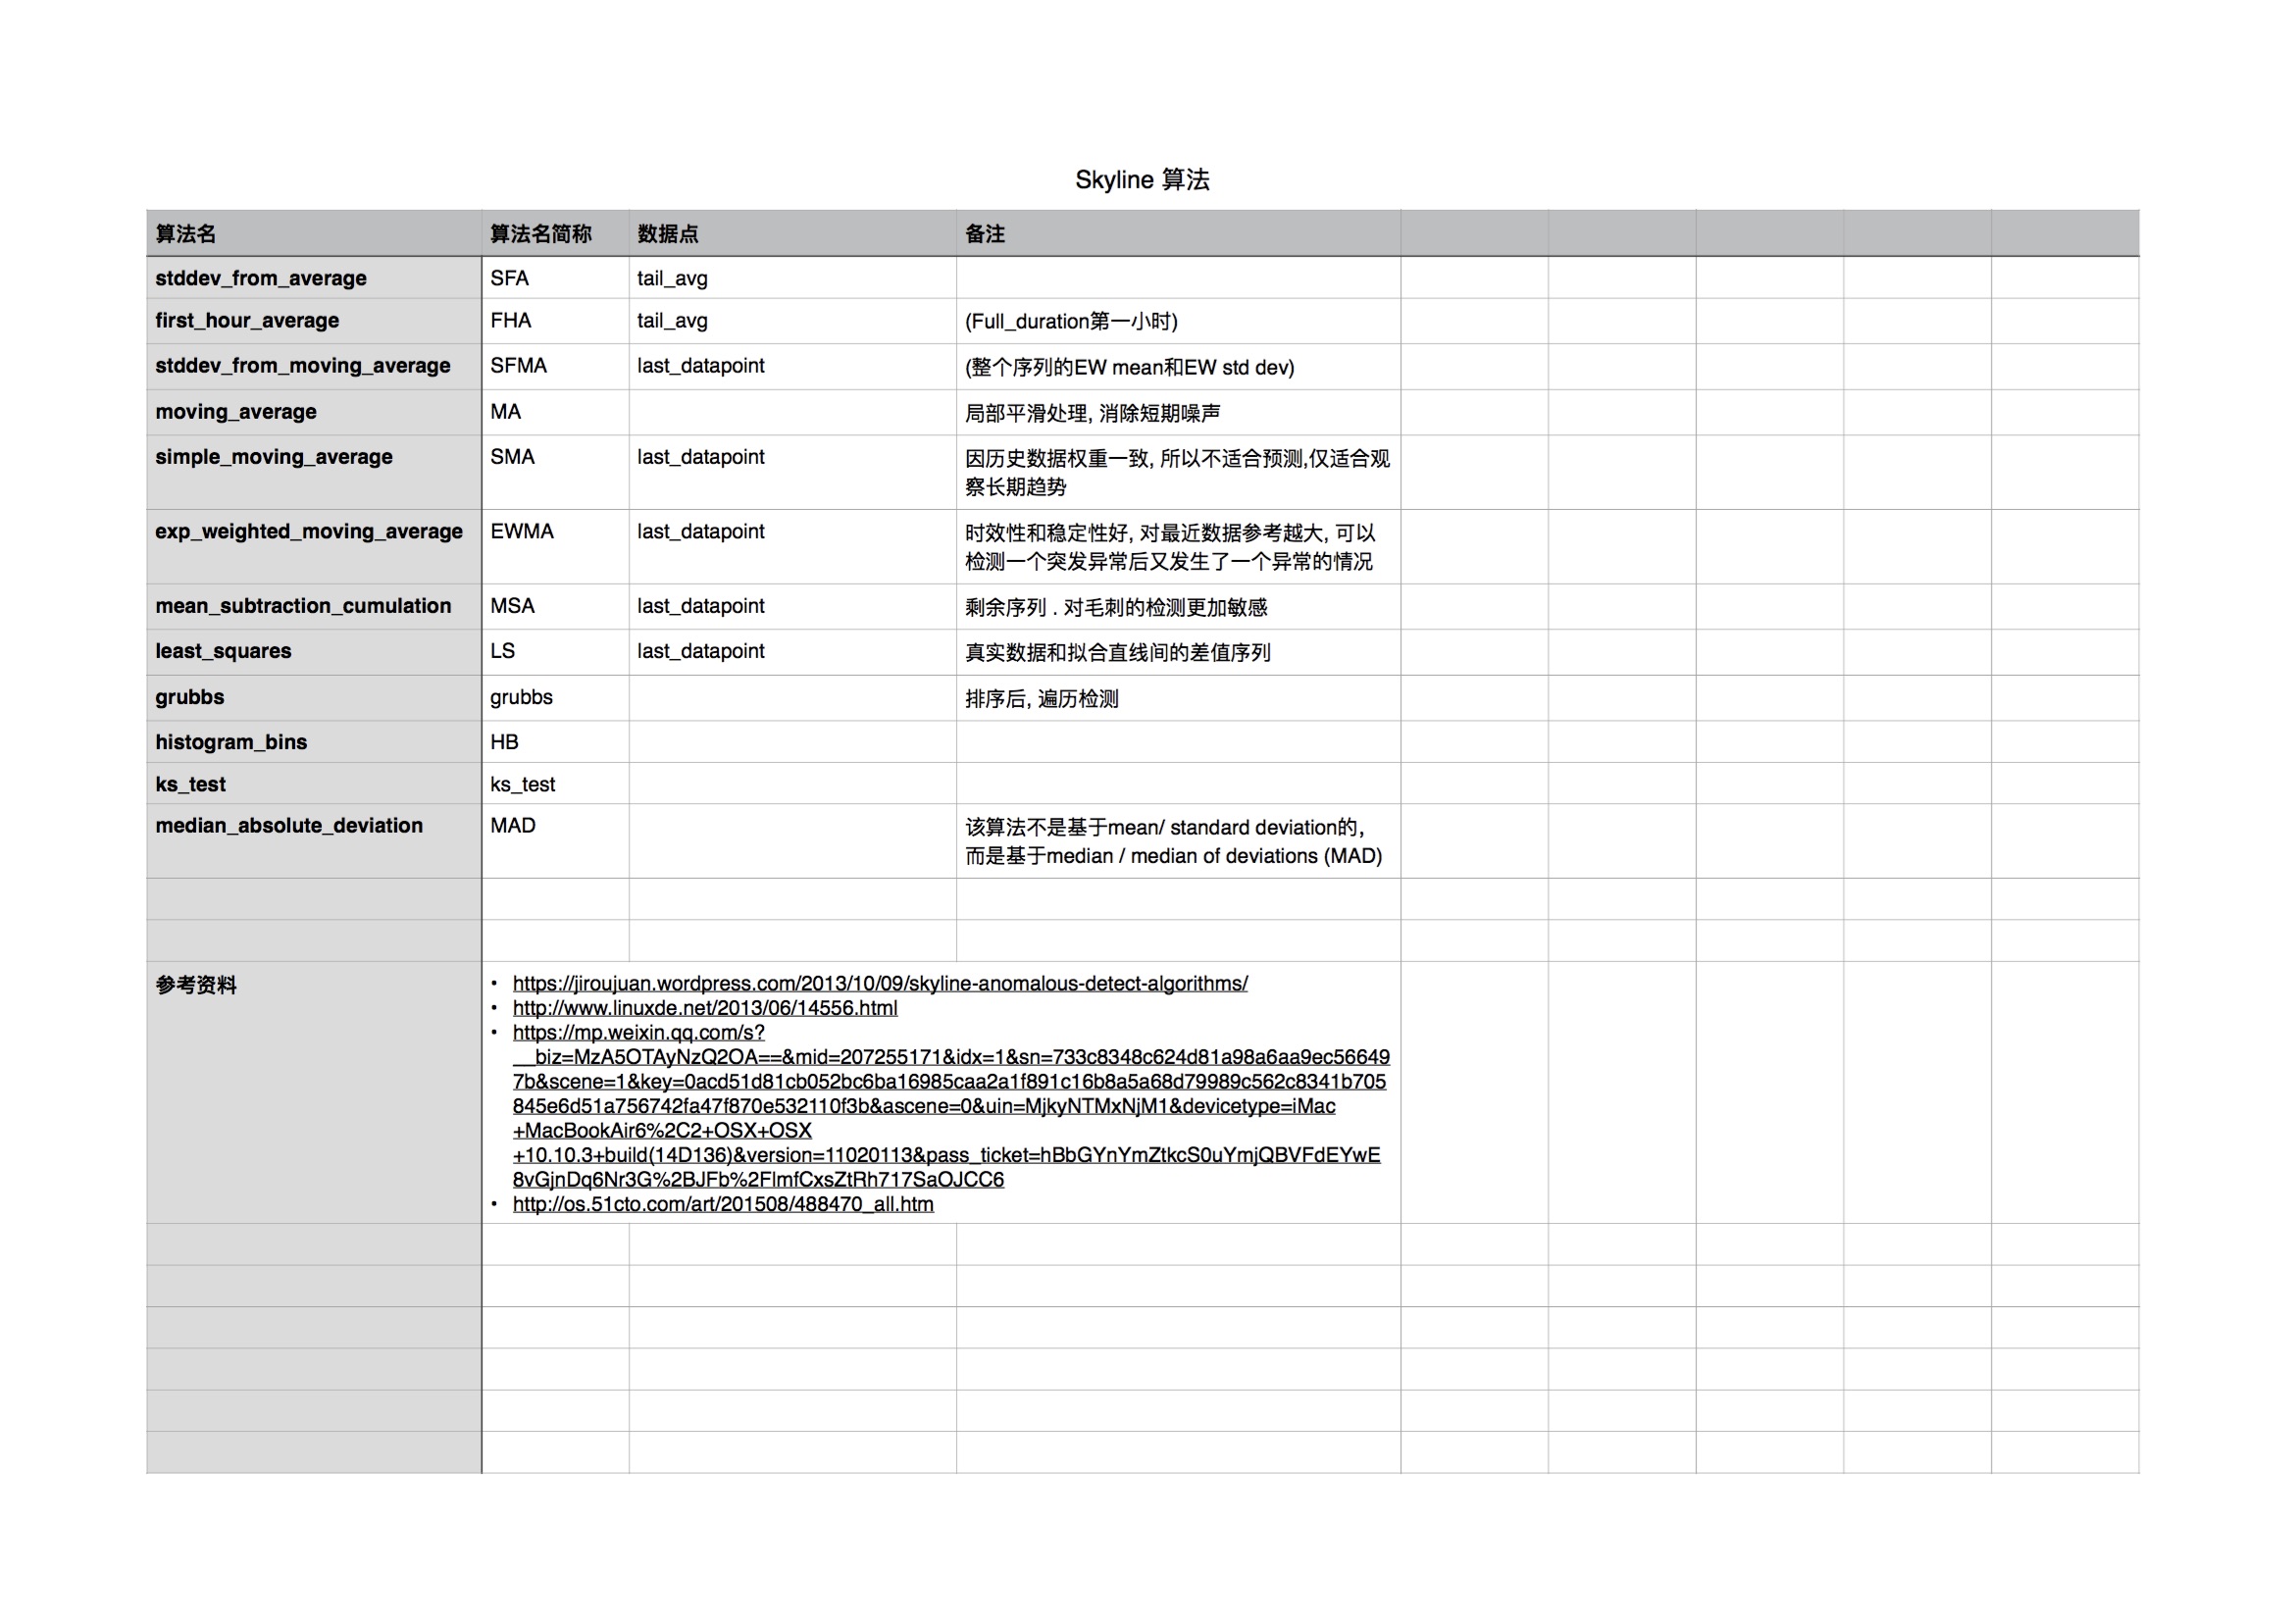 Skyline 算法
算法名 算法名简称 数据点 备注
stddev_from_average SFA tail_avg
first_hour_average FHA tail_avg (Full_duration第一小时)
stddev_from_moving_average SFMA last_datapoint (整个序列的EW mean和EW std dev)
moving_average MA 局部平滑处理, 消除短期噪声
simple_moving_average SMA last_datapoint 因历史数据权重一致, 所以不适合预测,仅适合观
察长期趋势
exp_weighted_moving_average EWMA last_datapoint 时效性和稳定性好, 对最近数据参考越大, 可以
检测一个突发异常后又发生了一个异常的情况
mean_subtraction_cumulation MSA last_datapoint 剩余序列 . 对毛刺的检测更加敏感
least_squares LS last_datapoint 真实数据和拟合直线间的差值序列
grubbs grubbs 排序后, 遍历检测
histogram_bins HB
ks_test ks_test
median_absolute_deviation MAD 该算法不是基于mean/ standard deviation的,
而是基于median / median of deviations (MAD)
参考资料 • https://jiroujuan.wordpress.com/2013/10/09/skyline-anomalous-detect-algorithms/
• http://www.linuxde.net/2013/06/14556.html
• https://mp.weixin.qq.com/s?
__biz=MzA5OTAyNzQ2OA==&mid=207255171&idx=1&sn=733c8348c624d81a98a6aa9ec56649
7b&scene=1&key=0acd51d81cb052bc6ba16985caa2a1f891c16b8a5a68d79989c562c8341b705
845e6d51a756742fa47f870e532110f3b&ascene=0&uin=MjkyNTMxNjM1&devicetype=iMac
+MacBookAir6%2C2+OSX+OSX
+10.10.3+build(14D136)&version=11020113&pass_ticket=hBbGYnYmZtkcS0uYmjQBVFdEYwE
8vGjnDq6Nr3G%2BJFb%2FlmfCxsZtRh717SaOJCC6
• http://os.51cto.com/art/201508/488470_all.htm